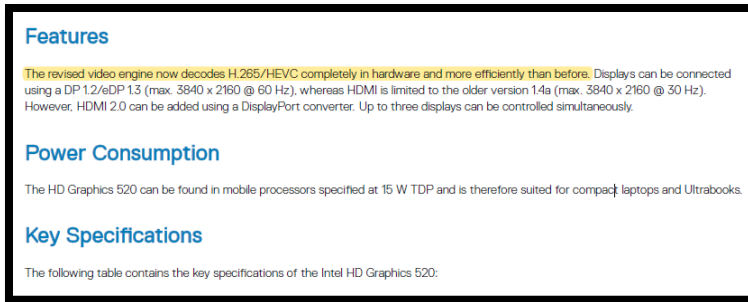 Features
The revised video engine now decodes H.265/HEVC completely in hardware and more efficiently than before. Displays can be connected
using a DP 1.2/eDP 1.3 (max. 3840 x 2160 @ 60 Hz), whereas HDMI is limited to the older version 1.4a (max. 3840 x 2160 @ 30 Hz).
However, HDMI 2.0 can be added using a DisplayPort converter. Up to three displays can be controlled simultaneously.
Power Consumption
The HD Graphics 520 can be found in mobile processors specified at 15 W TDP and is therefore suited for compact laptops and Ultrabooks.
Key Specifications
The following table contains the key specifications of the Intel HD Graphics 520: